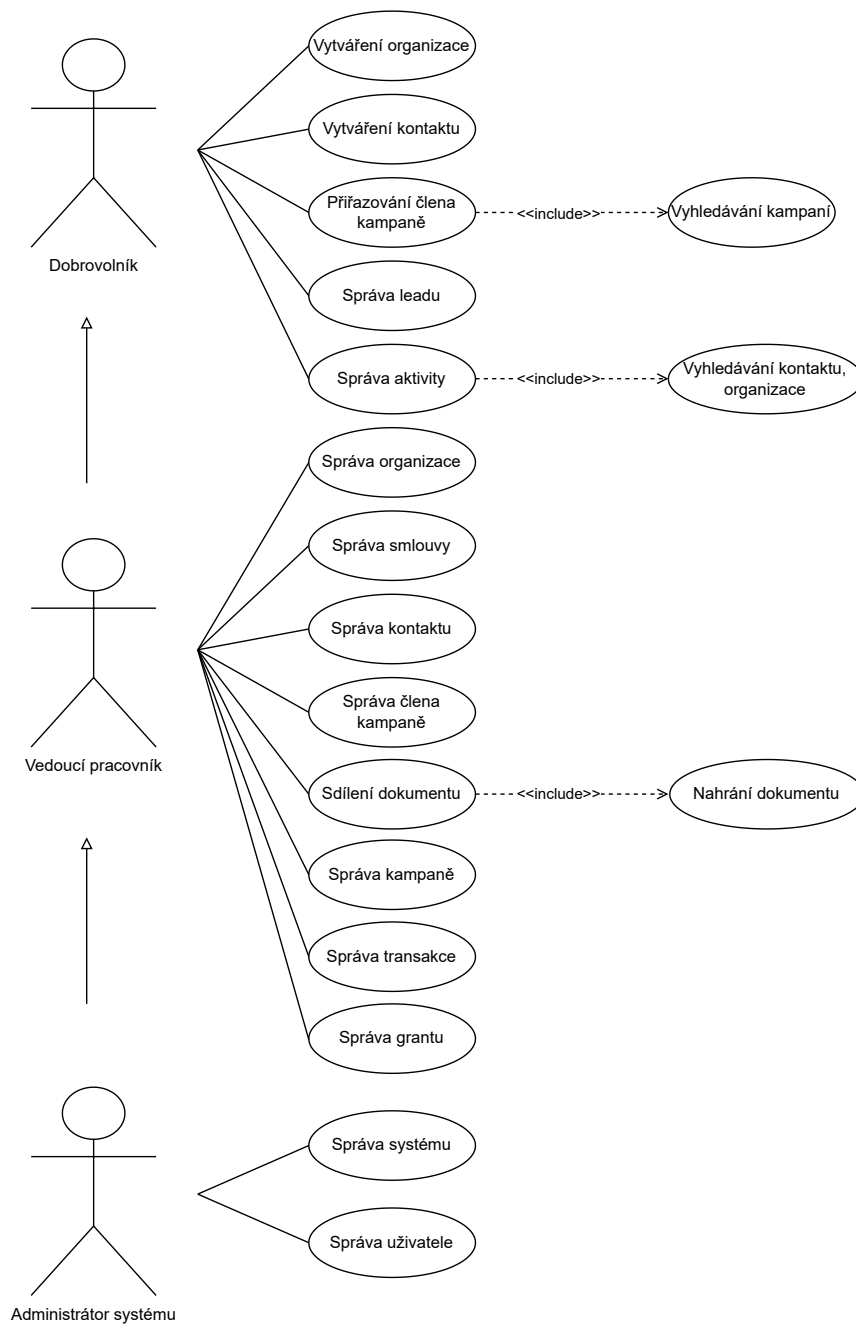 Vytváření organizace
Vytváření kontaktu
Přiřazování člena
kampaně
<<include>>
Vyhledávání kampaní
Dobrovolník
Správa leadu
Správa aktivity
<<include>>
Vyhledávání kontaktu,
organizace
Správa organizace
Správa smlouvy
Správa kontaktu
Správa člena
kampaně
Vedoucí pracovník
Sdílení dokumentu
<<include>>
Nahrání dokumentu
Správa kampaně
Správa transakce
Správa grantu
Správa systému
Správa uživatele
Administrátor systému